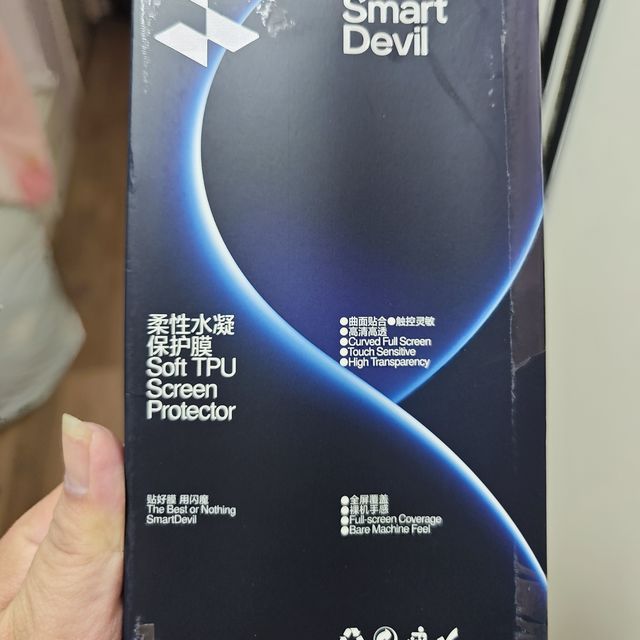 Smart
Devil
柔性水凝
保护膜
Soft TPU
Screen
Protector
●曲面贴合●触控灵敏
●高清高透
●Curved Full Screen
●Touch Sensitive
●High Transparency
贴好膜 用闪魔
The Best or Nothing
SmartDevil
●全屏覆盖
●裸机手感
●Full-screen Coverage
●Bare Machine Feel